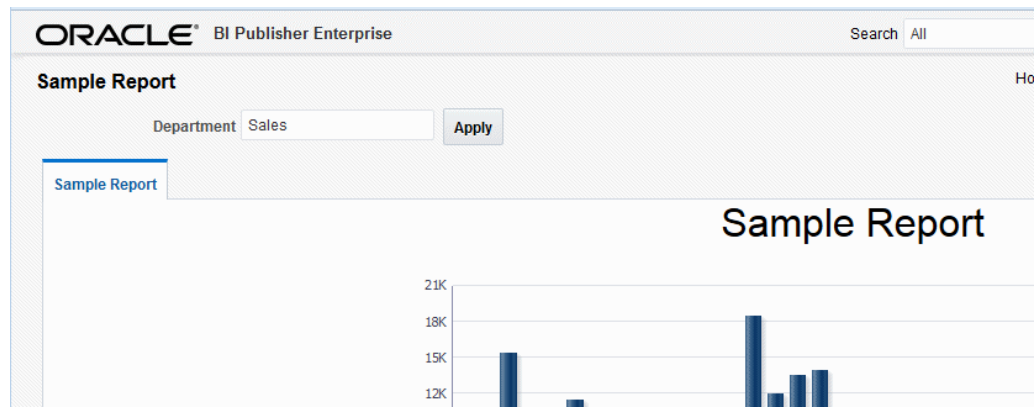 ORACLE® BI Publisher Enterprise
Search All
Sample Report
Department Sales Apply
Sample Report
Sample Report
21K
18K
15K
12K